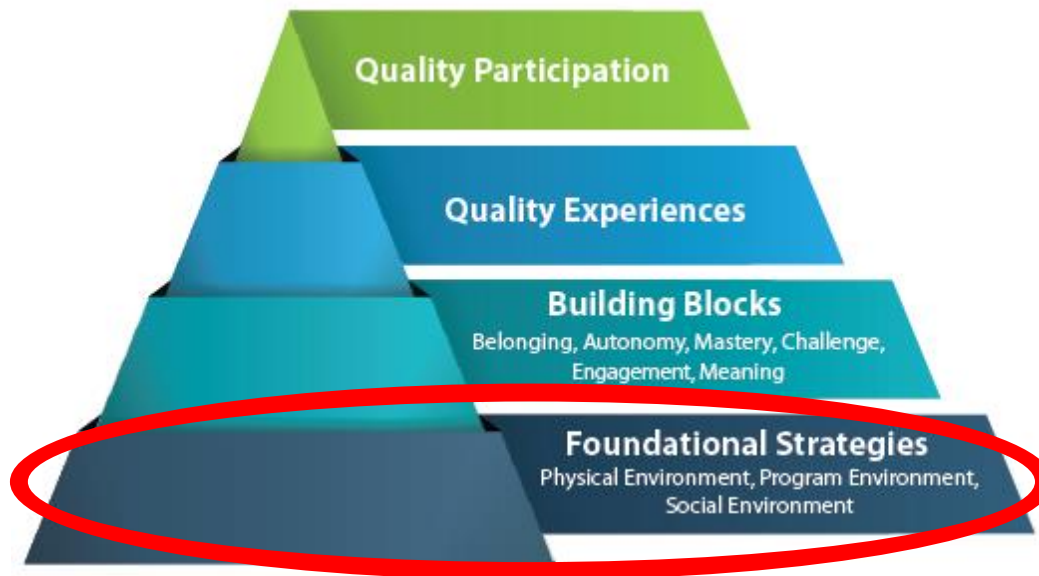 Quality Participation
Quality Experiences
Building Blocks
Belonging, Autonomy, Mastery, Challenge,
Engagement, Meaning
Foundational Strategies
Physical Environment, Program Environment,
Social Environment